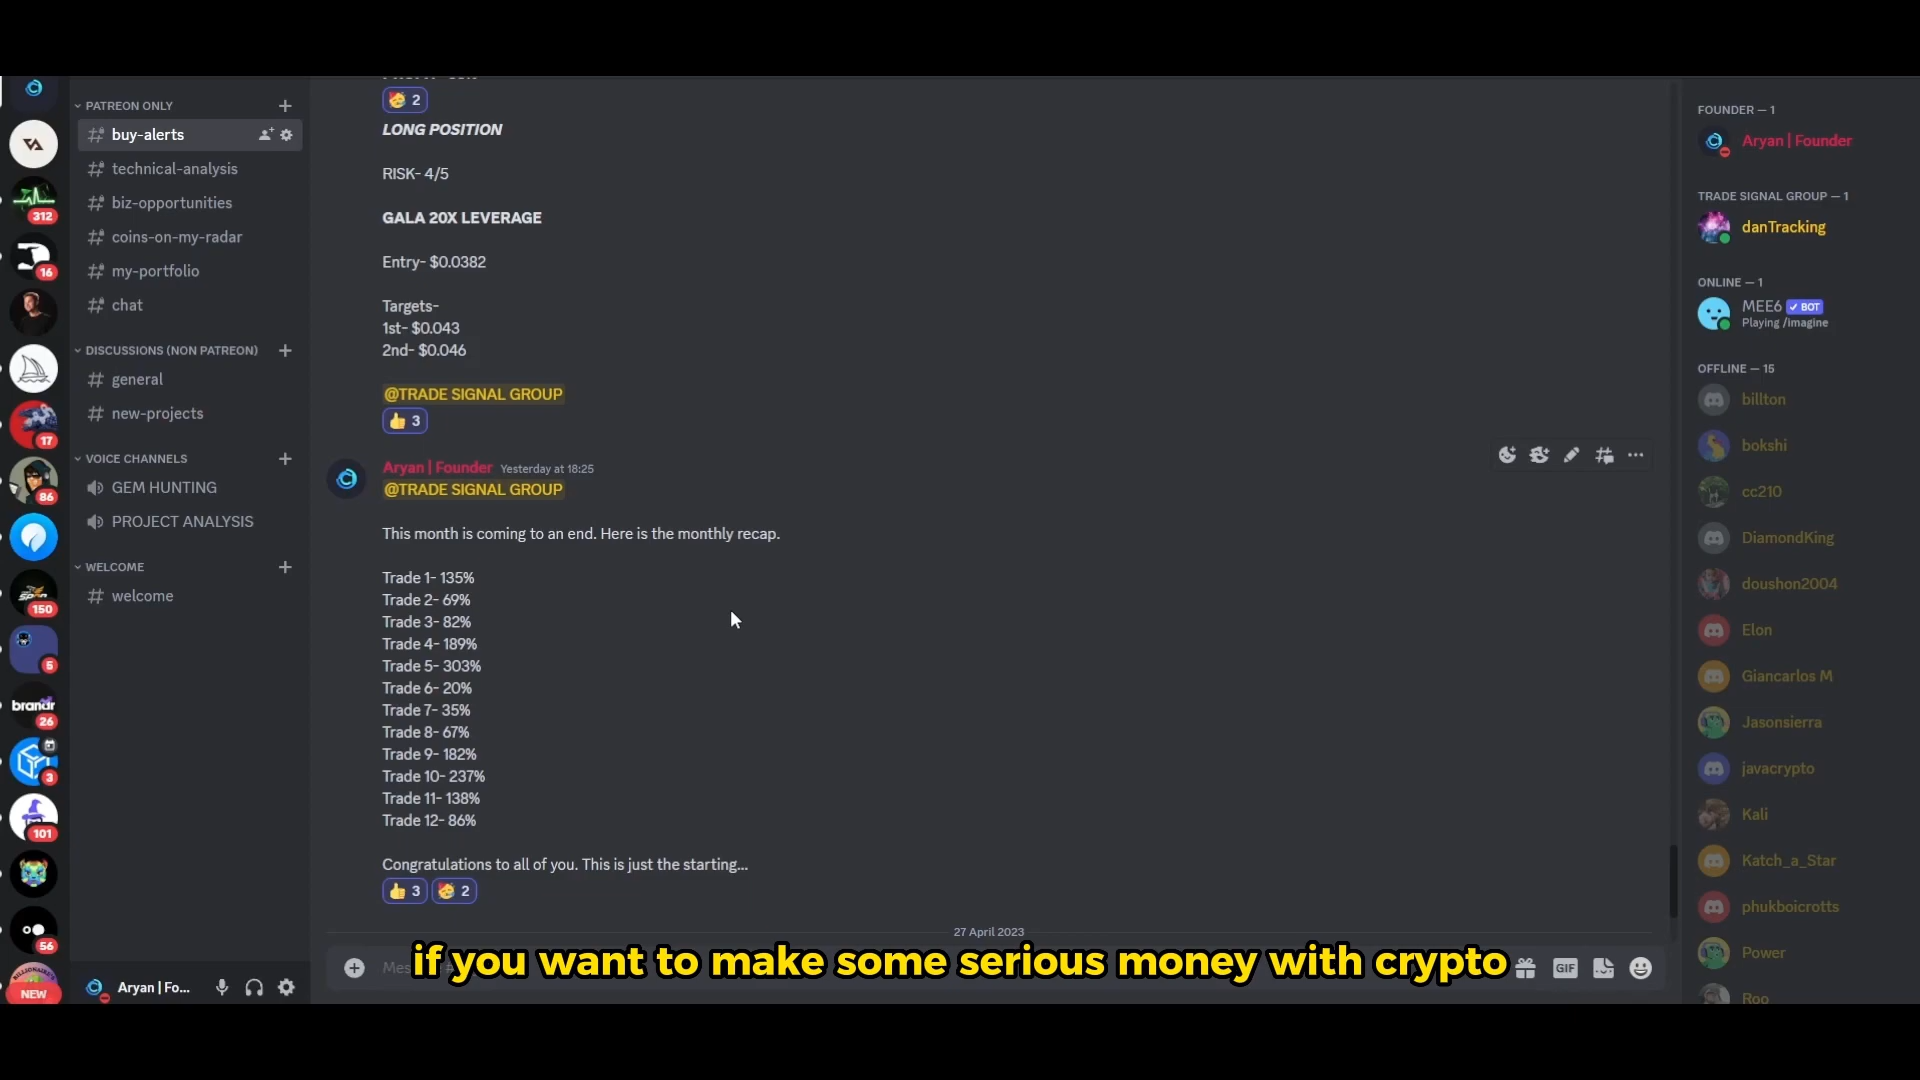 PATREON ONLY
buy-alerts
technical-analysis
biz-opportunities
coins-on-my-radar
my-portfolio
chat
DISCUSSIONS (NON PATREON)
general
new-projects
VOICE CHANNELS
GEM HUNTING
PROJECT ANALYSIS
WELCOME
welcome
312
16
17
86
150
5
brandr
26
3
101
56
NEW
Aryan | Fo...
2
LONG POSITION
RISK- 4/5
GALA 20X LEVERAGE
Entry- $0.0382
Targets-
1st- $0.043
2nd- $0.046
@TRADE SIGNAL GROUP
3
Aryan | Founder Yesterday at 18:25
@TRADE SIGNAL GROUP
This month is coming to an end. Here is the monthly recap.
Trade 1- 135%
Trade 2- 69%
Trade 3- 82%
Trade 4- 189%
Trade 5- 303%
Trade 6- 20%
Trade 7- 35%
Trade 8- 67%
Trade 9- 182%
Trade 10- 237%
Trade 11- 138%
Trade 12- 86%
Congratulations to all of you. This is just the starting...
3 2
27 April 2023
if you want to make some serious money with crypto
GIF
FOUNDER — 1
Aryan | Founder
TRADE SIGNAL GROUP — 1
danTracking
ONLINE — 1
MEE6 BOT
Playing /imagine
OFFLINE — 15
billton
bokshi
cc210
DiamondKing
doushon2004
Elon
Giancarlos M
Jasonsierra
javacrypto
Kali
Katch_a_Star
phukboicrotts
Power
Roo